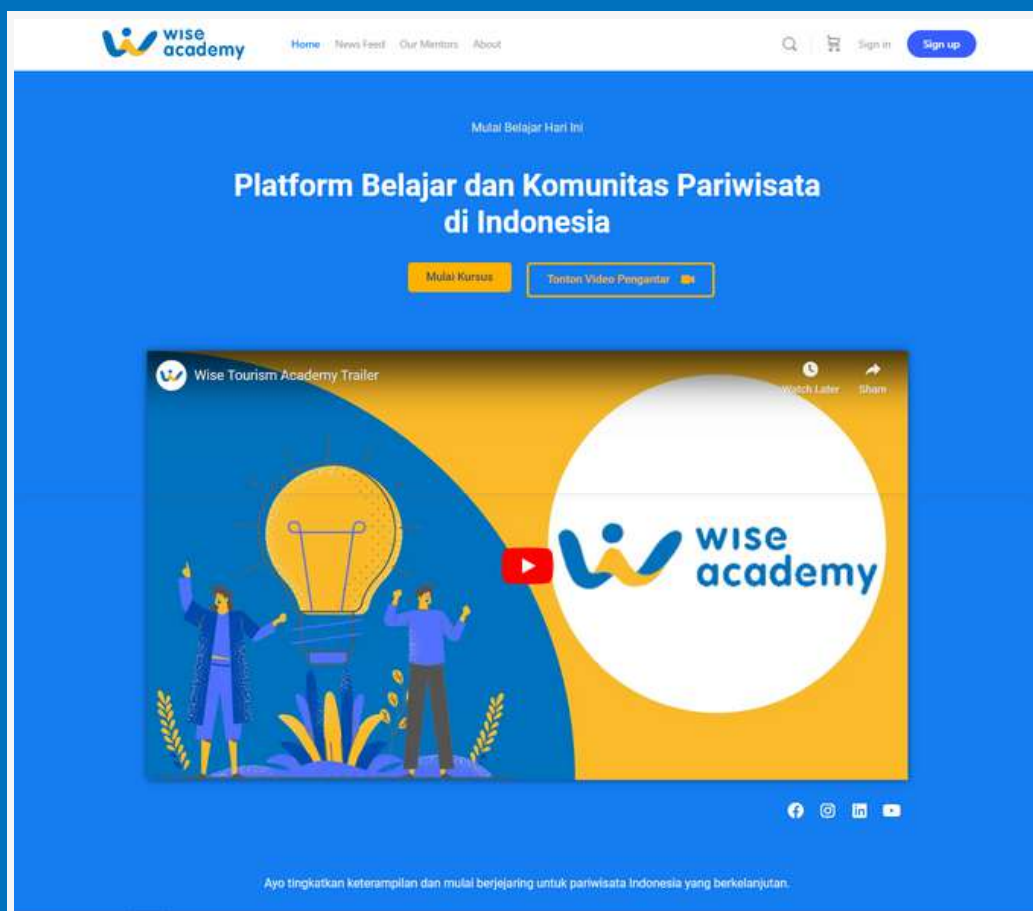 wise
academy
Home News Feed Our Mentors About
Sign in Sign up
Mulai Belajar Hari Ini
Platform Belajar dan Komunitas Pariwisata
di Indonesia
Mulai Kursus Tonton Video Pengantar
Wise Tourism Academy Trailer
Watch Later Share
wise
academy
Ayo tingkatkan keterampilan dan mulai berjejaring untuk pariwisata Indonesia yang berkelanjutan.